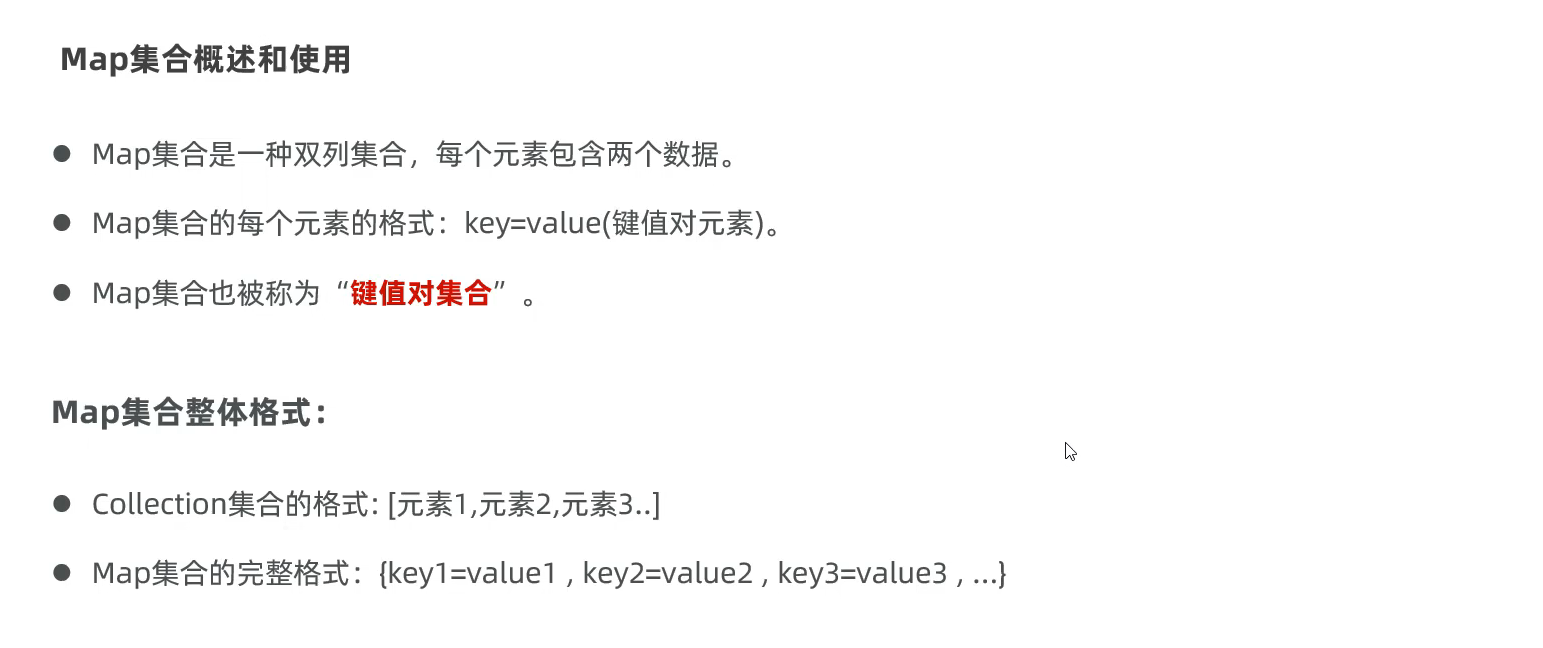 Map集合概述和使用
● Map集合是一种双列集合，每个元素包含两个数据。
● Map集合的每个元素的格式：key=value(键值对元素)。
● Map集合也被称为“键值对集合”。
Map集合整体格式：
● Collection集合的格式: [元素1,元素2,元素3..]
● Map集合的完整格式：{key1=value1 , key2=value2 , key3=value3 , ...}